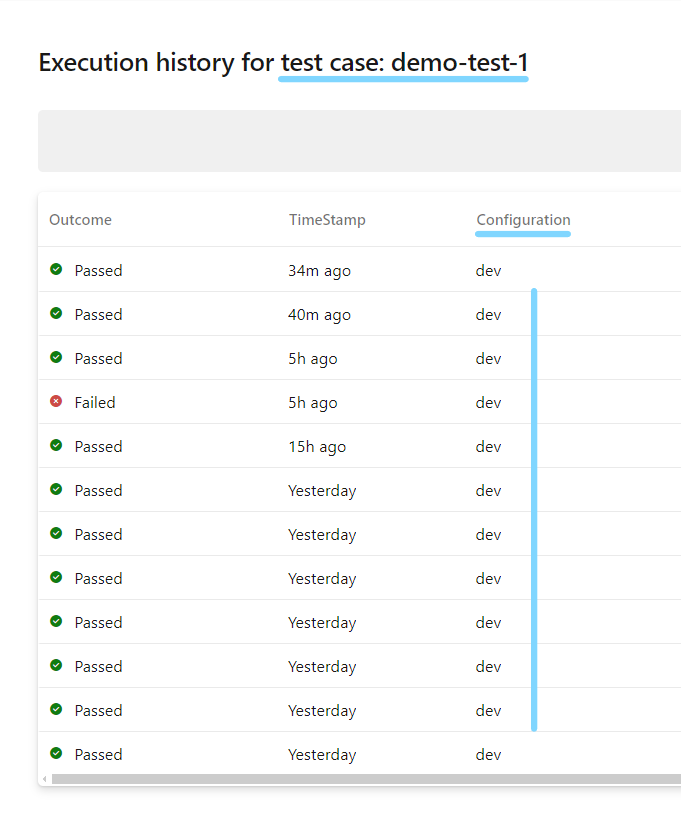 Execution history for test case: demo-test-1
Outcome TimeStamp Configuration
Passed 34m ago dev
Passed 40m ago dev
Passed 5h ago dev
Failed 5h ago dev
Passed 15h ago dev
Passed Yesterday dev
Passed Yesterday dev
Passed Yesterday dev
Passed Yesterday dev
Passed Yesterday dev
Passed Yesterday dev
Passed Yesterday dev